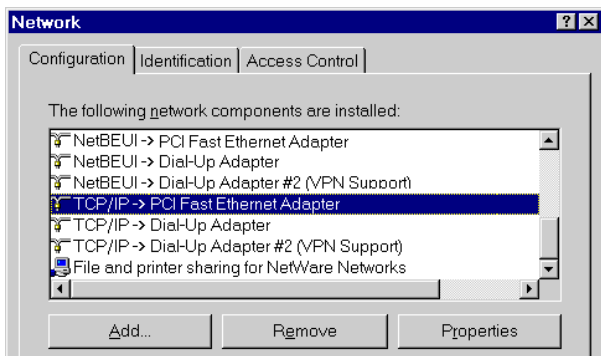 Network
Configuration Identification Access Control
The following network components are installed:
NetBEUI -> PCI Fast Ethernet Adapter
NetBEUI -> Dial-Up Adapter
NetBEUI -> Dial-Up Adapter #2 (VPN Support)
TCP/IP -> PCI Fast Ethernet Adapter
TCP/IP -> Dial-Up Adapter
TCP/IP -> Dial-Up Adapter #2 (VPN Support)
File and printer sharing for NetWare Networks
Add... Remove Properties